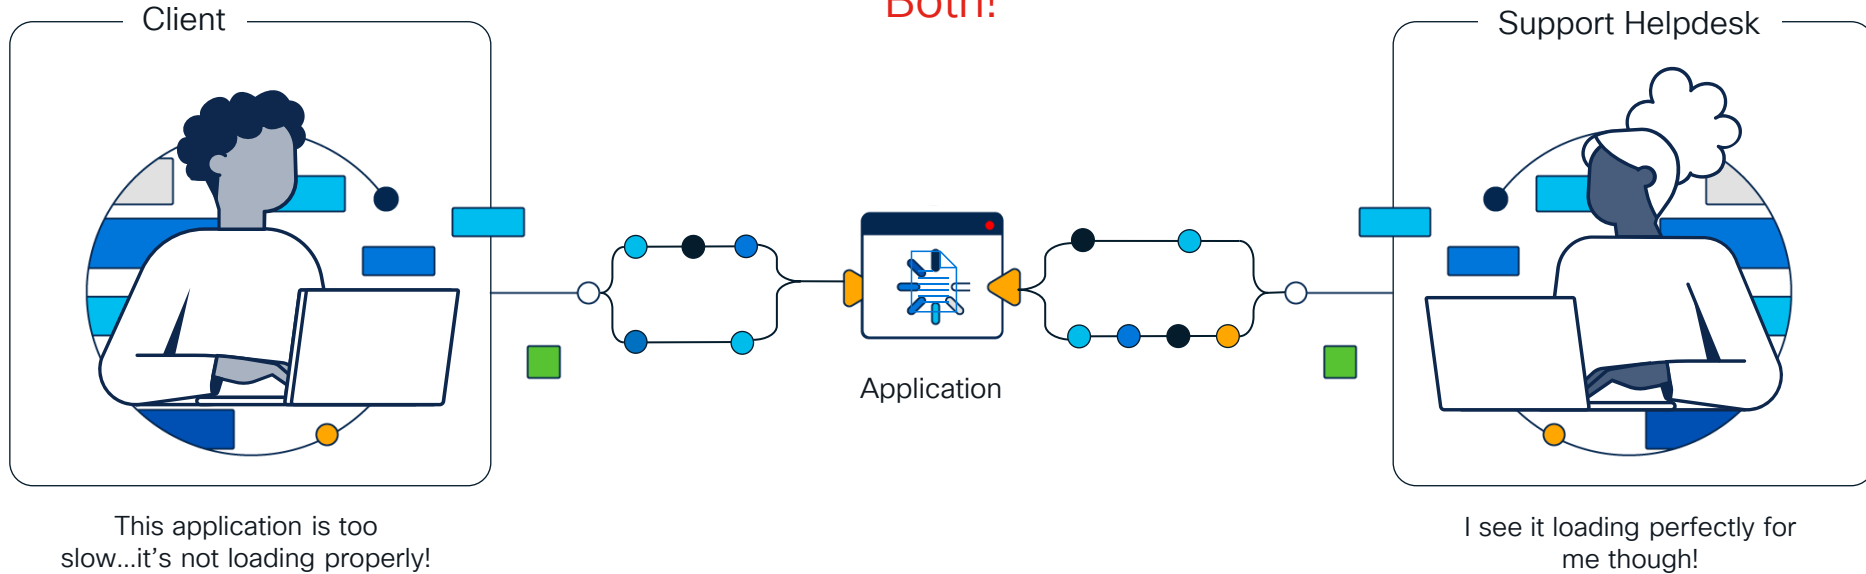 Both!
Client
Support Helpdesk
Application
This application is too
slow...it's not loading properly!
I see it loading perfectly for
me though!